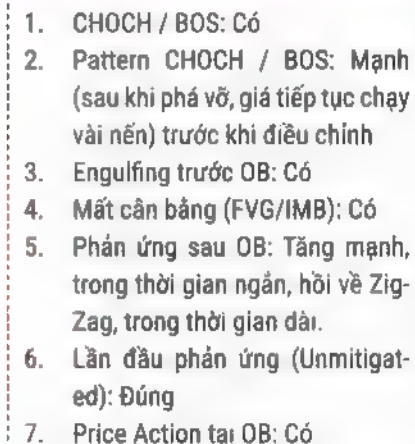 1. CHOCH / BOS: Có
2. Pattern CHOCH / BOS: Mạnh
(sau khi phá vỡ, giá tiếp tục chạy
vài nến) trước khi điều chỉnh
3. Engulfing trước OB: Có
4. Mất cân bằng (FVG/IMB): Có
5. Phản ứng sau OB: Tăng mạnh,
trong thời gian ngắn, hồi về Zig-
Zag, trong thời gian dài.
6. Lần đầu phản ứng (Unmitigat-
ed): Đúng
7. Price Action tại OB: Có